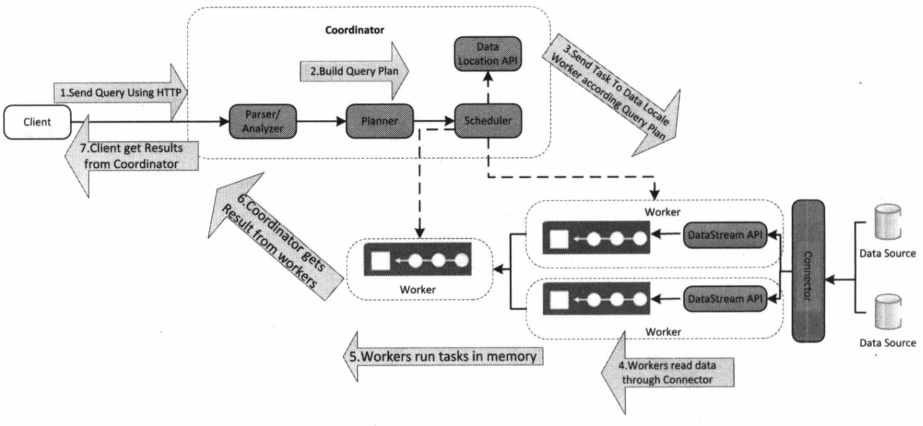 Coordinator
Data
Location API
3.Send Task To Data Locale
Worker according Query Plan
2.Build Query Plan
1.Send Query Using HTTP
Client
Parser/
Analyzer
Planner
Scheduler
7.Client get Results
from Coordinator
6.Coordinator gets
Result from workers
Worker
DataStream API
Worker
DataStream API
Worker
Connector
Data Source
Data Source
5.Workers run tasks in memory
4.Workers read data
through Connector